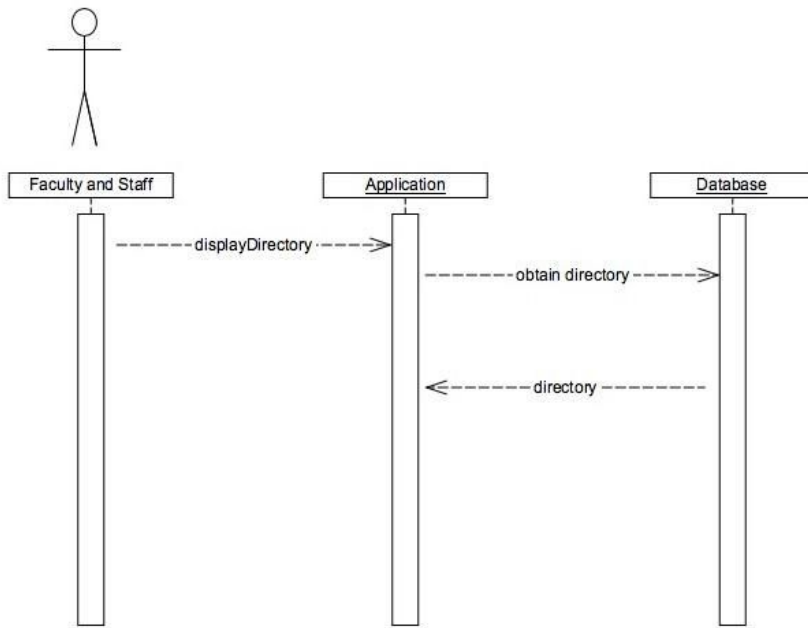 Faculty and Staff
Application
Database
displayDirectory
obtain directory
directory